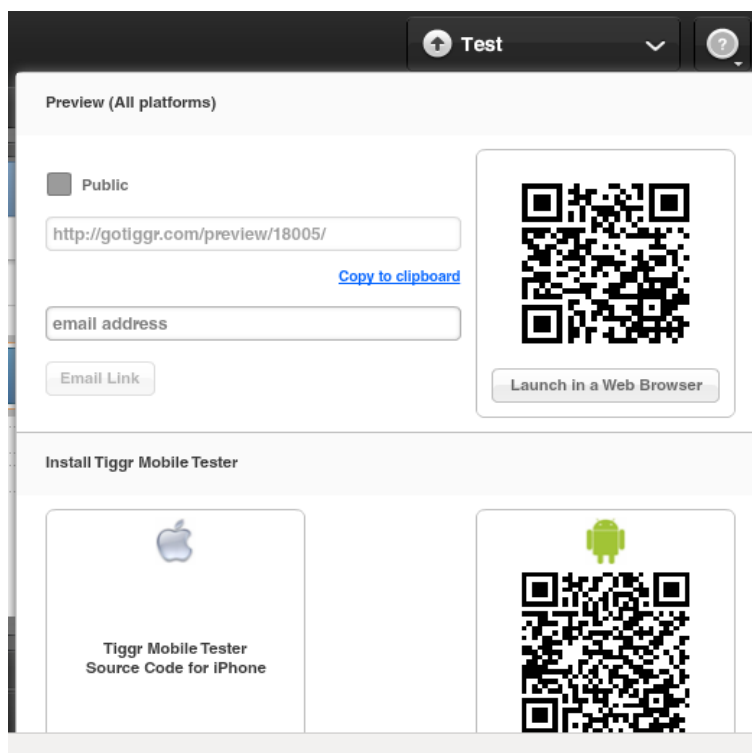 Test
?
Preview (All platforms)
Public
http://gotiggr.com/preview/18005/
Copy to clipboard
email address
Email Link
Launch in a Web Browser
Install Tiggr Mobile Tester
Tiggr Mobile Tester
Source Code for iPhone